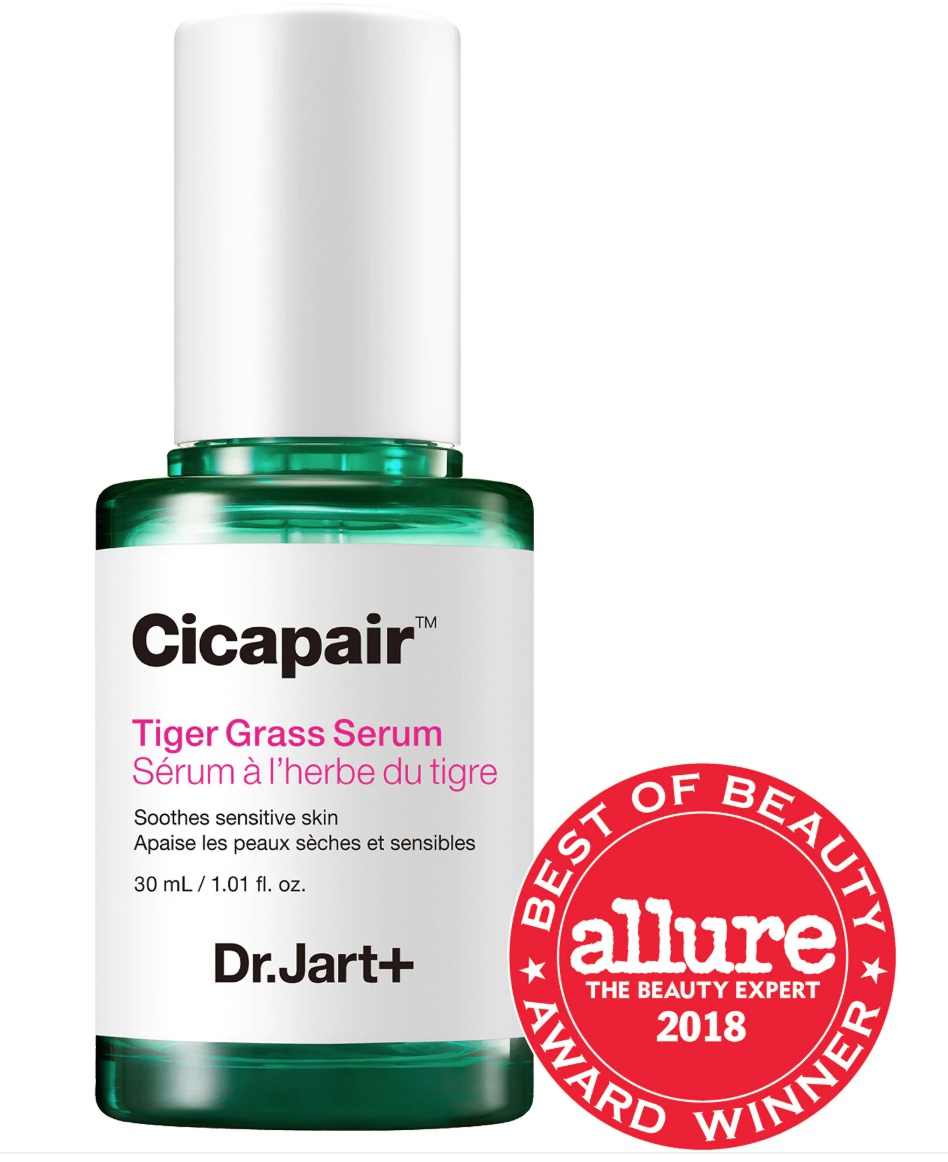 Cicapair™
Tiger Grass Serum
Sérum à l'herbe du tigre
Soothes sensitive skin
Apaise les peaux sèches et sensibles
30 mL / 1.01 fl. oz.
Dr.Jart+
BEST OF BEAUTY
allure
THE BEAUTY EXPERT
2018
AWARD WINNER